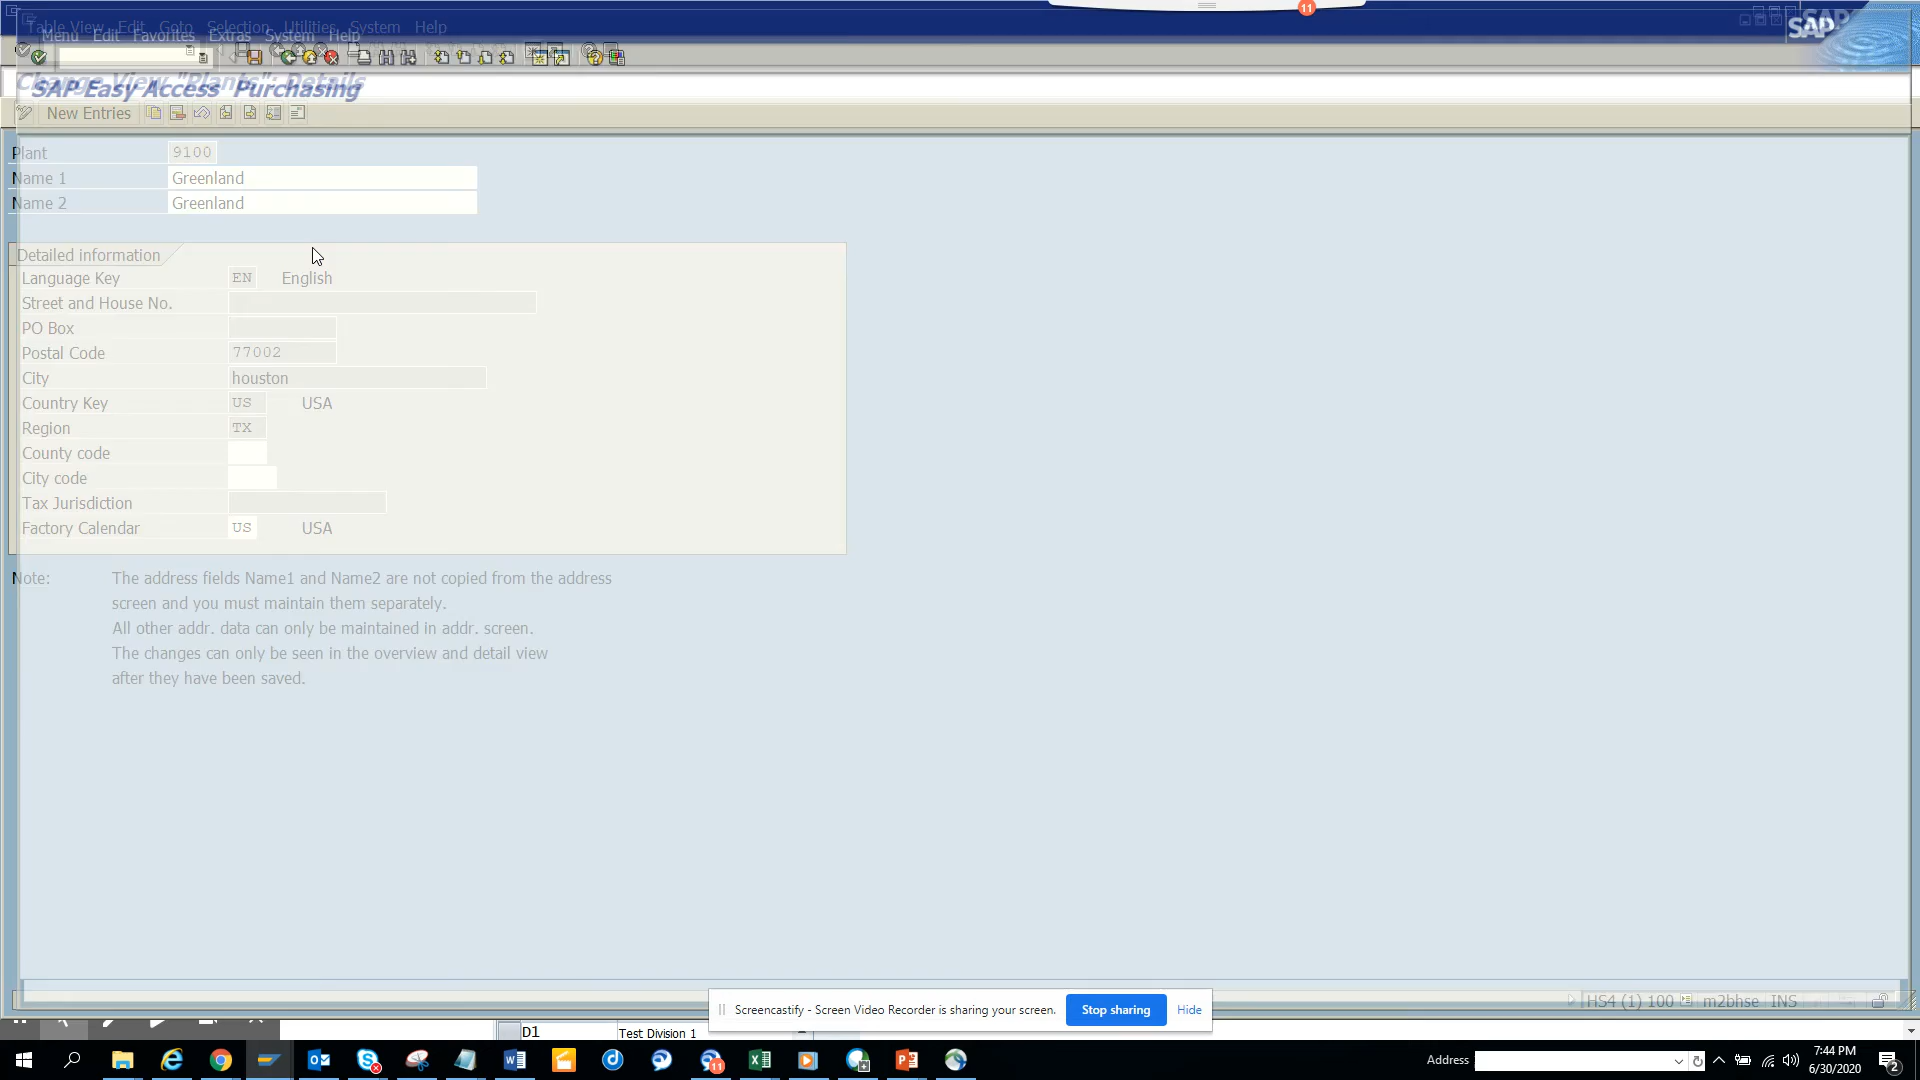 11
SAP
Table View Edit Goto Selection Utilities System Help
Menu Edit Favorites Extras System Help
Change View "Plants": Details
SAP Easy Access Purchasing
New Entries
Plant 9100
Name 1 Greenland
Name 2 Greenland
Detailed information
Language Key EN English
Street and House No.
PO Box
Postal Code 77002
City houston
Country Key US USA
Region TX
County code
City code
Tax Jurisdiction
Factory Calendar US USA
Note: The address fields Name1 and Name2 are not copied from the address
screen and you must maintain them separately.
All other addr. data can only be maintained in addr. screen.
The changes can only be seen in the overview and detail view
after they have been saved.
HS4 (1) 100 m2bhse INS
Screencastify - Screen Video Recorder is sharing your screen. Stop sharing Hide
D1 Test Division 1
Address
7:44 PM
6/30/2020
11
2